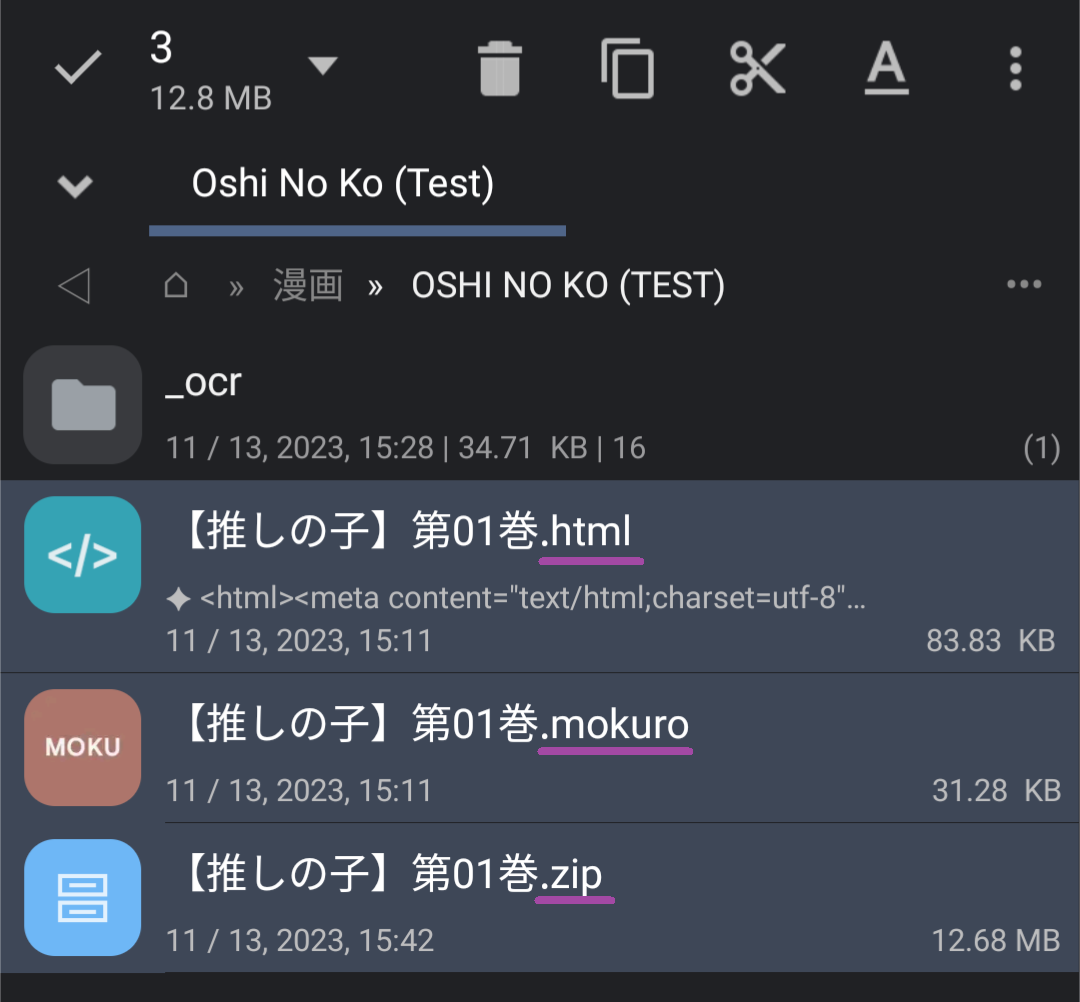 3
12.8 MB
A
Oshi No Ko (Test)
» 漫画 » OSHI NO KO (TEST)
_ocr
11 / 13, 2023, 15:28 | 34.71 KB | 16 (1)
</>
【推しの子】第01巻.html
<html><meta content="text/html;charset=utf-8"...
11 / 13, 2023, 15:11 83.83 KB
MOKU
【推しの子】第01巻.mokuro
11 / 13, 2023, 15:11 31.28 KB
【推しの子】第01巻.zip
11 / 13, 2023, 15:42 12.68 MB